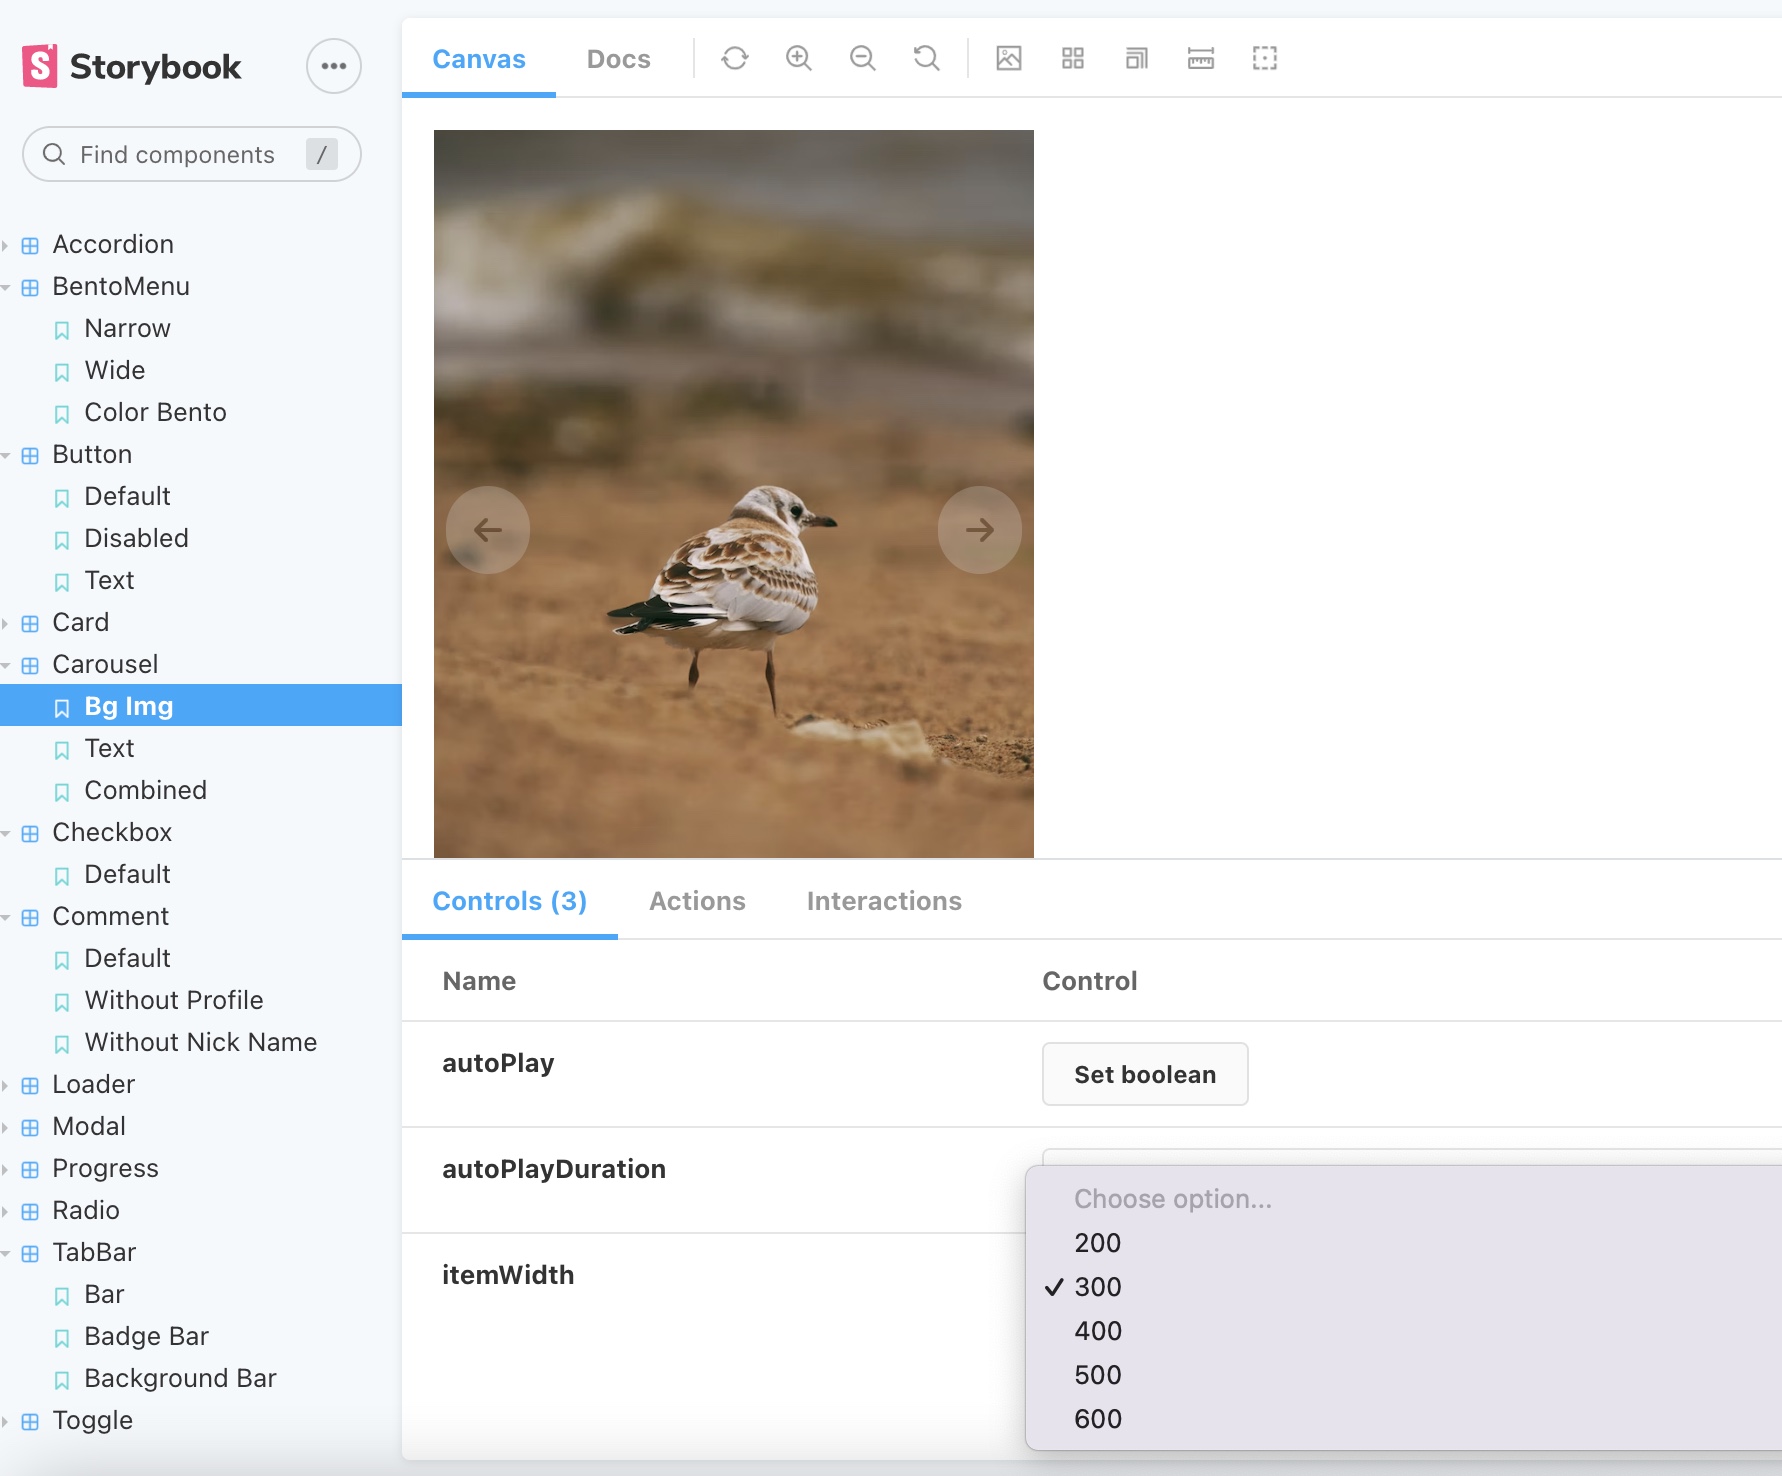 Storybook
Find components /
Accordion
BentoMenu
Narrow
Wide
Color Bento
Button
Default
Disabled
Text
Card
Carousel
Bg Img
Text
Combined
Checkbox
Default
Comment
Default
Without Profile
Without Nick Name
Loader
Modal
Progress
Radio
TabBar
Bar
Badge Bar
Background Bar
Toggle
Canvas Docs
Controls (3) Actions Interactions
Name Control
autoPlay Set boolean
autoPlayDuration
itemWidth
Choose option...
200
300
400
500
600